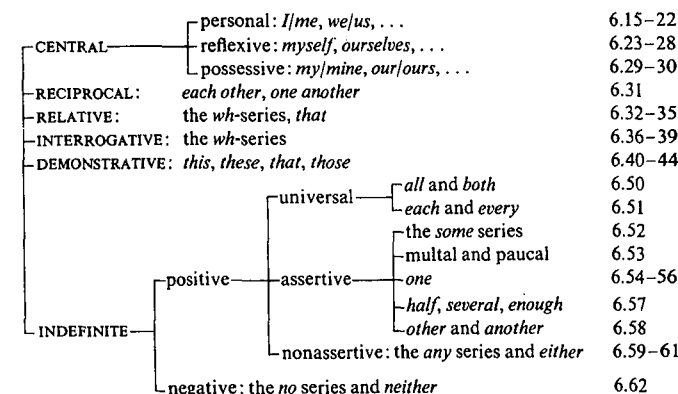 personal: I/me, we/us, . . . 6.15–22
CENTRAL reflexive: myself, ourselves, . . . 6.23–28
possessive: my/mine, our/ours, . . . 6.29–30
RECIPROCAL: each other, one another 6.31
RELATIVE: the wh-series, that 6.32–35
INTERROGATIVE: the wh-series 6.36–39
DEMONSTRATIVE: this, these, that, those 6.40–44
all and both 6.50
universal
each and every 6.51
the some series 6.52
multal and paucal 6.53
positive assertive one 6.54–56
half, several, enough 6.57
INDEFINITE other and another 6.58
nonassertive: the any series and either 6.59–61
negative: the no series and neither 6.62